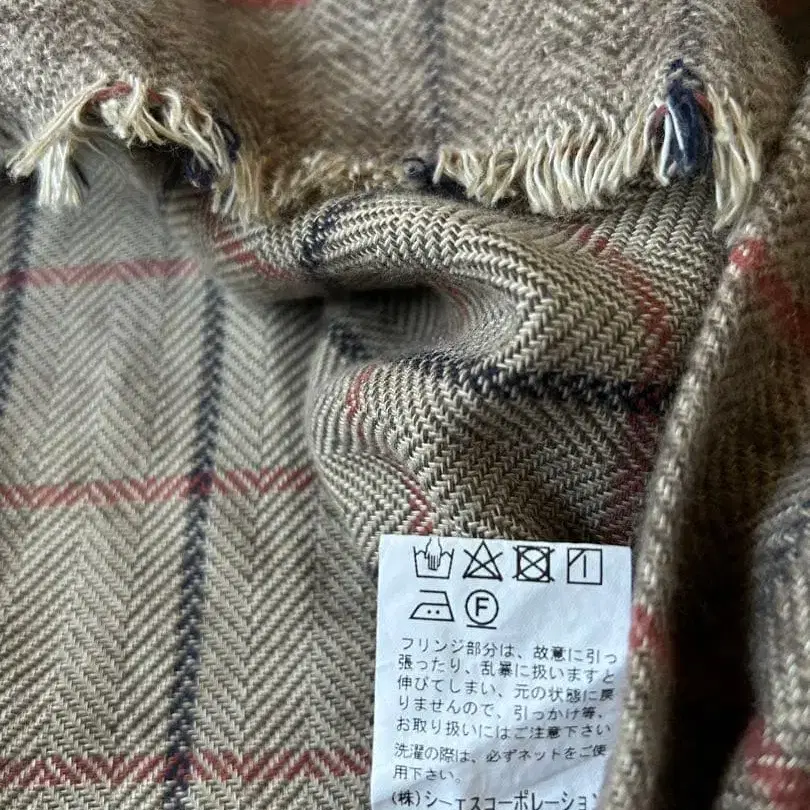 F
フリンジ部分は、故意に引っ
張ったり、乱暴に扱いますと
伸びてしまい、元の状態に戻
りませんので、引っかけ等、
お取り扱いにはご注意下さい
洗濯の際は、必ずネットをご使
用下さい。
(株)シーエスコーポレーション